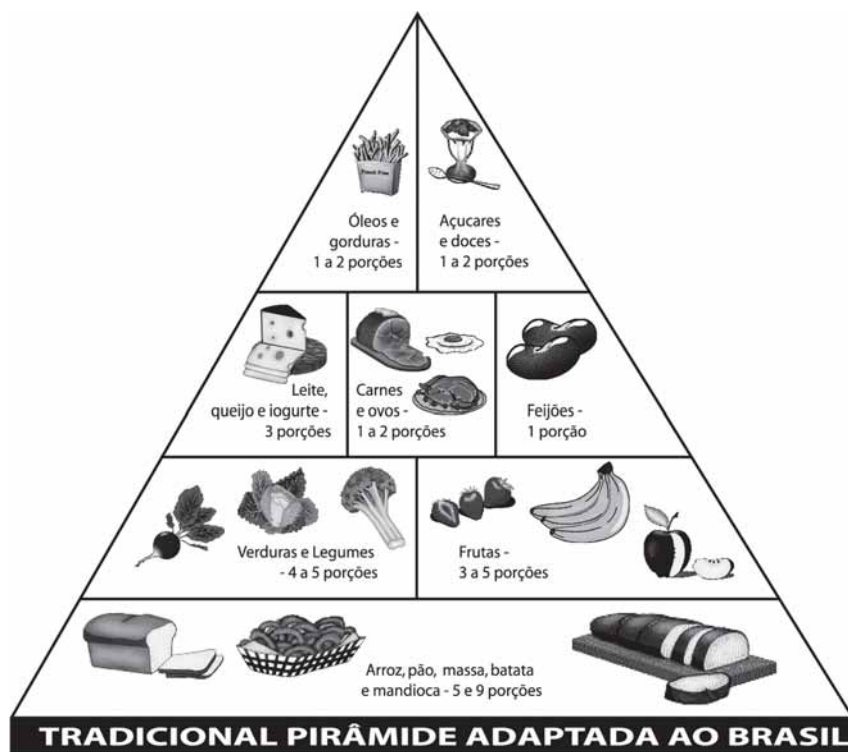 French Fries
Óleos e
gorduras -
1 a 2 porções
Açucares
e doces -
1 a 2 porções
Leite,
queijo e iogurte -
3 porções
Carnes
e ovos -
1 a 2 porções
Feijões -
1 porção
Verduras e Legumes
- 4 a 5 porções
Frutas -
3 a 5 porções
Arroz, pão, massa, batata
e mandioca - 5 e 9 porções
TRADICIONAL PIRÂMIDE ADAPTADA AO BRASIL